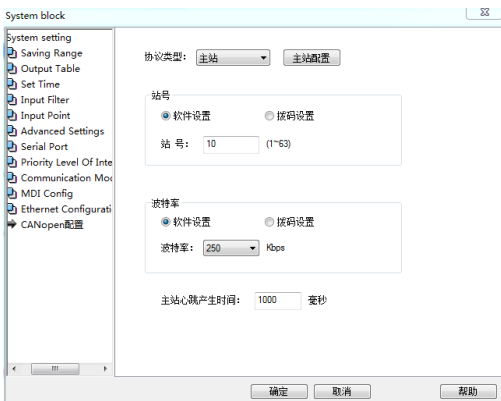 System block
System setting
Saving Range
Output Table
Set Time
Input Filter
Input Point
Advanced Settings
Serial Port
Priority Level Of Inte
Communication Mod
MDI Config
Ethernet Configurati
CANopen配置
协议类型: 主站 主站配置
站号
软件设置 拨码设置
站 号: 10 (1~63)
波特率
软件设置 拨码设置
波特率: 250 Kbps
主站心跳产生时间: 1000 毫秒
确定 取消 帮助